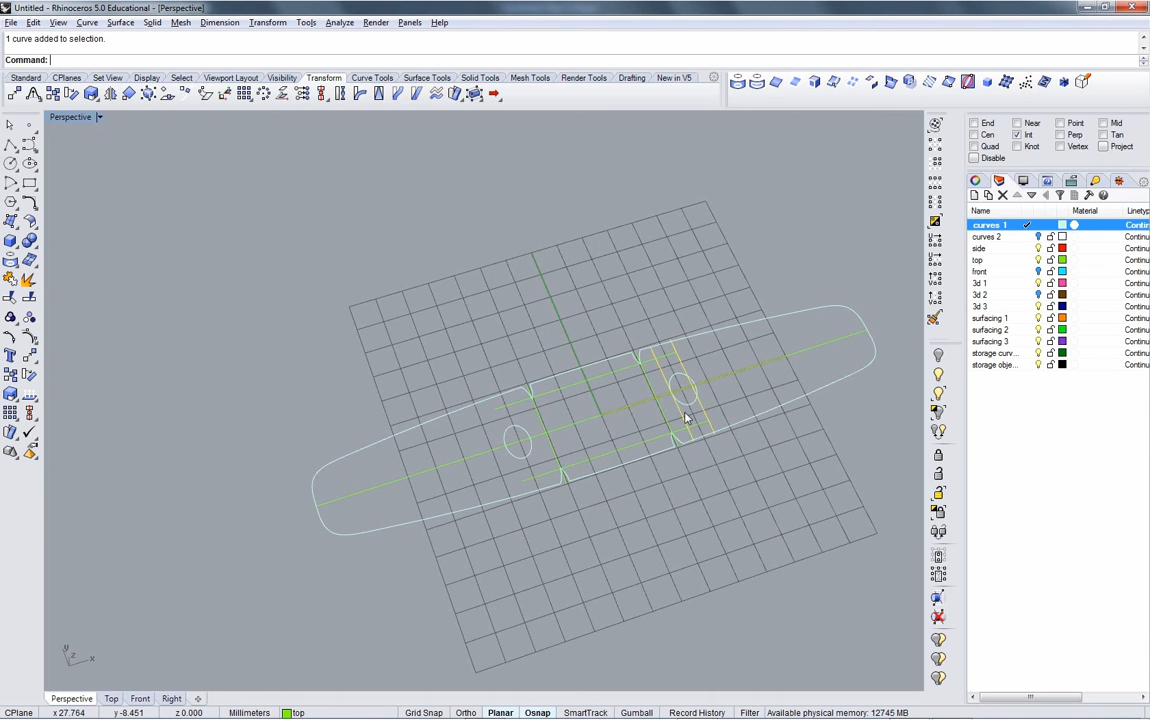 Untitled - Rhinoceros 5.0 Educational - [Perspective]
File Edit View Curve Surface Solid Mesh Dimension Transform Tools Analyze Render Panels Help
1 curve added to selection.
Command:
Standard CPlanes Set View Display Select Viewport Layout Visibility Transform Curve Tools Surface Tools Solid Tools Mesh Tools Render Tools Drafting New in V5
Perspective
End Near Point Mid
Cen Int Perp Tan
Quad Knot Vertex Project
Disable
Name Material Linety
curves 1 Contin
curves 2 Continu
side Continu
top Continu
front Continu
3d 1 Continu
3d 2 Continu
3d 3 Continu
surfacing 1 Continu
surfacing 2 Continu
surfacing 3 Continu
storage curv... Continu
storage obje... Continu
y
z x
Perspective Top Front Right
CPlane x 27.764 y -8.451 z 0.000 Millimeters top Grid Snap Ortho Planar Osnap SmartTrack Gumball Record History Filter Available physical memory: 12745 MB